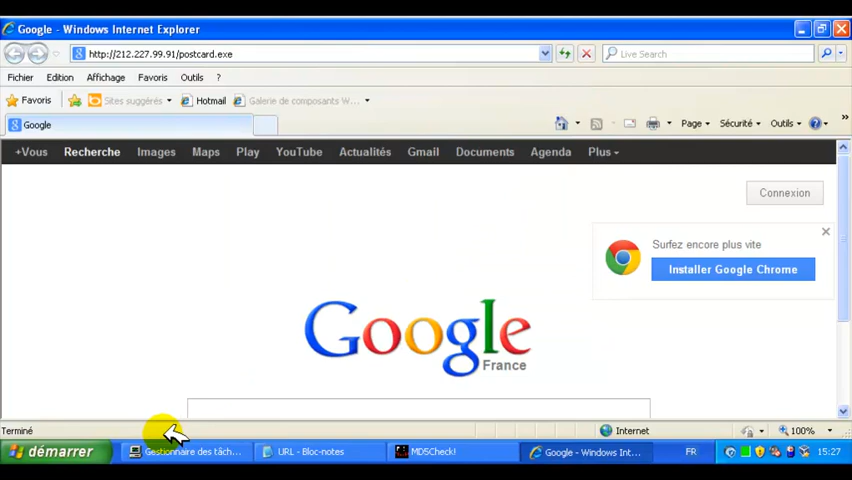 Google - Windows Internet Explorer
http://212.227.99.91/postcard.exe
Live Search
Fichier Edition Affichage Favoris Outils ?
Favoris Sites suggérés Hotmail Galerie de composants W...
Google
Page Sécurité Outils
+Vous Recherche Images Maps Play YouTube Actualités Gmail Documents Agenda Plus
Connexion
Surfez encore plus vite
Installer Google Chrome
Google
France
Terminé Internet 100%
démarrer Gestionnaire des tâch... URL - Bloc-notes MD5Check! Google - Windows Int... FR 15:27